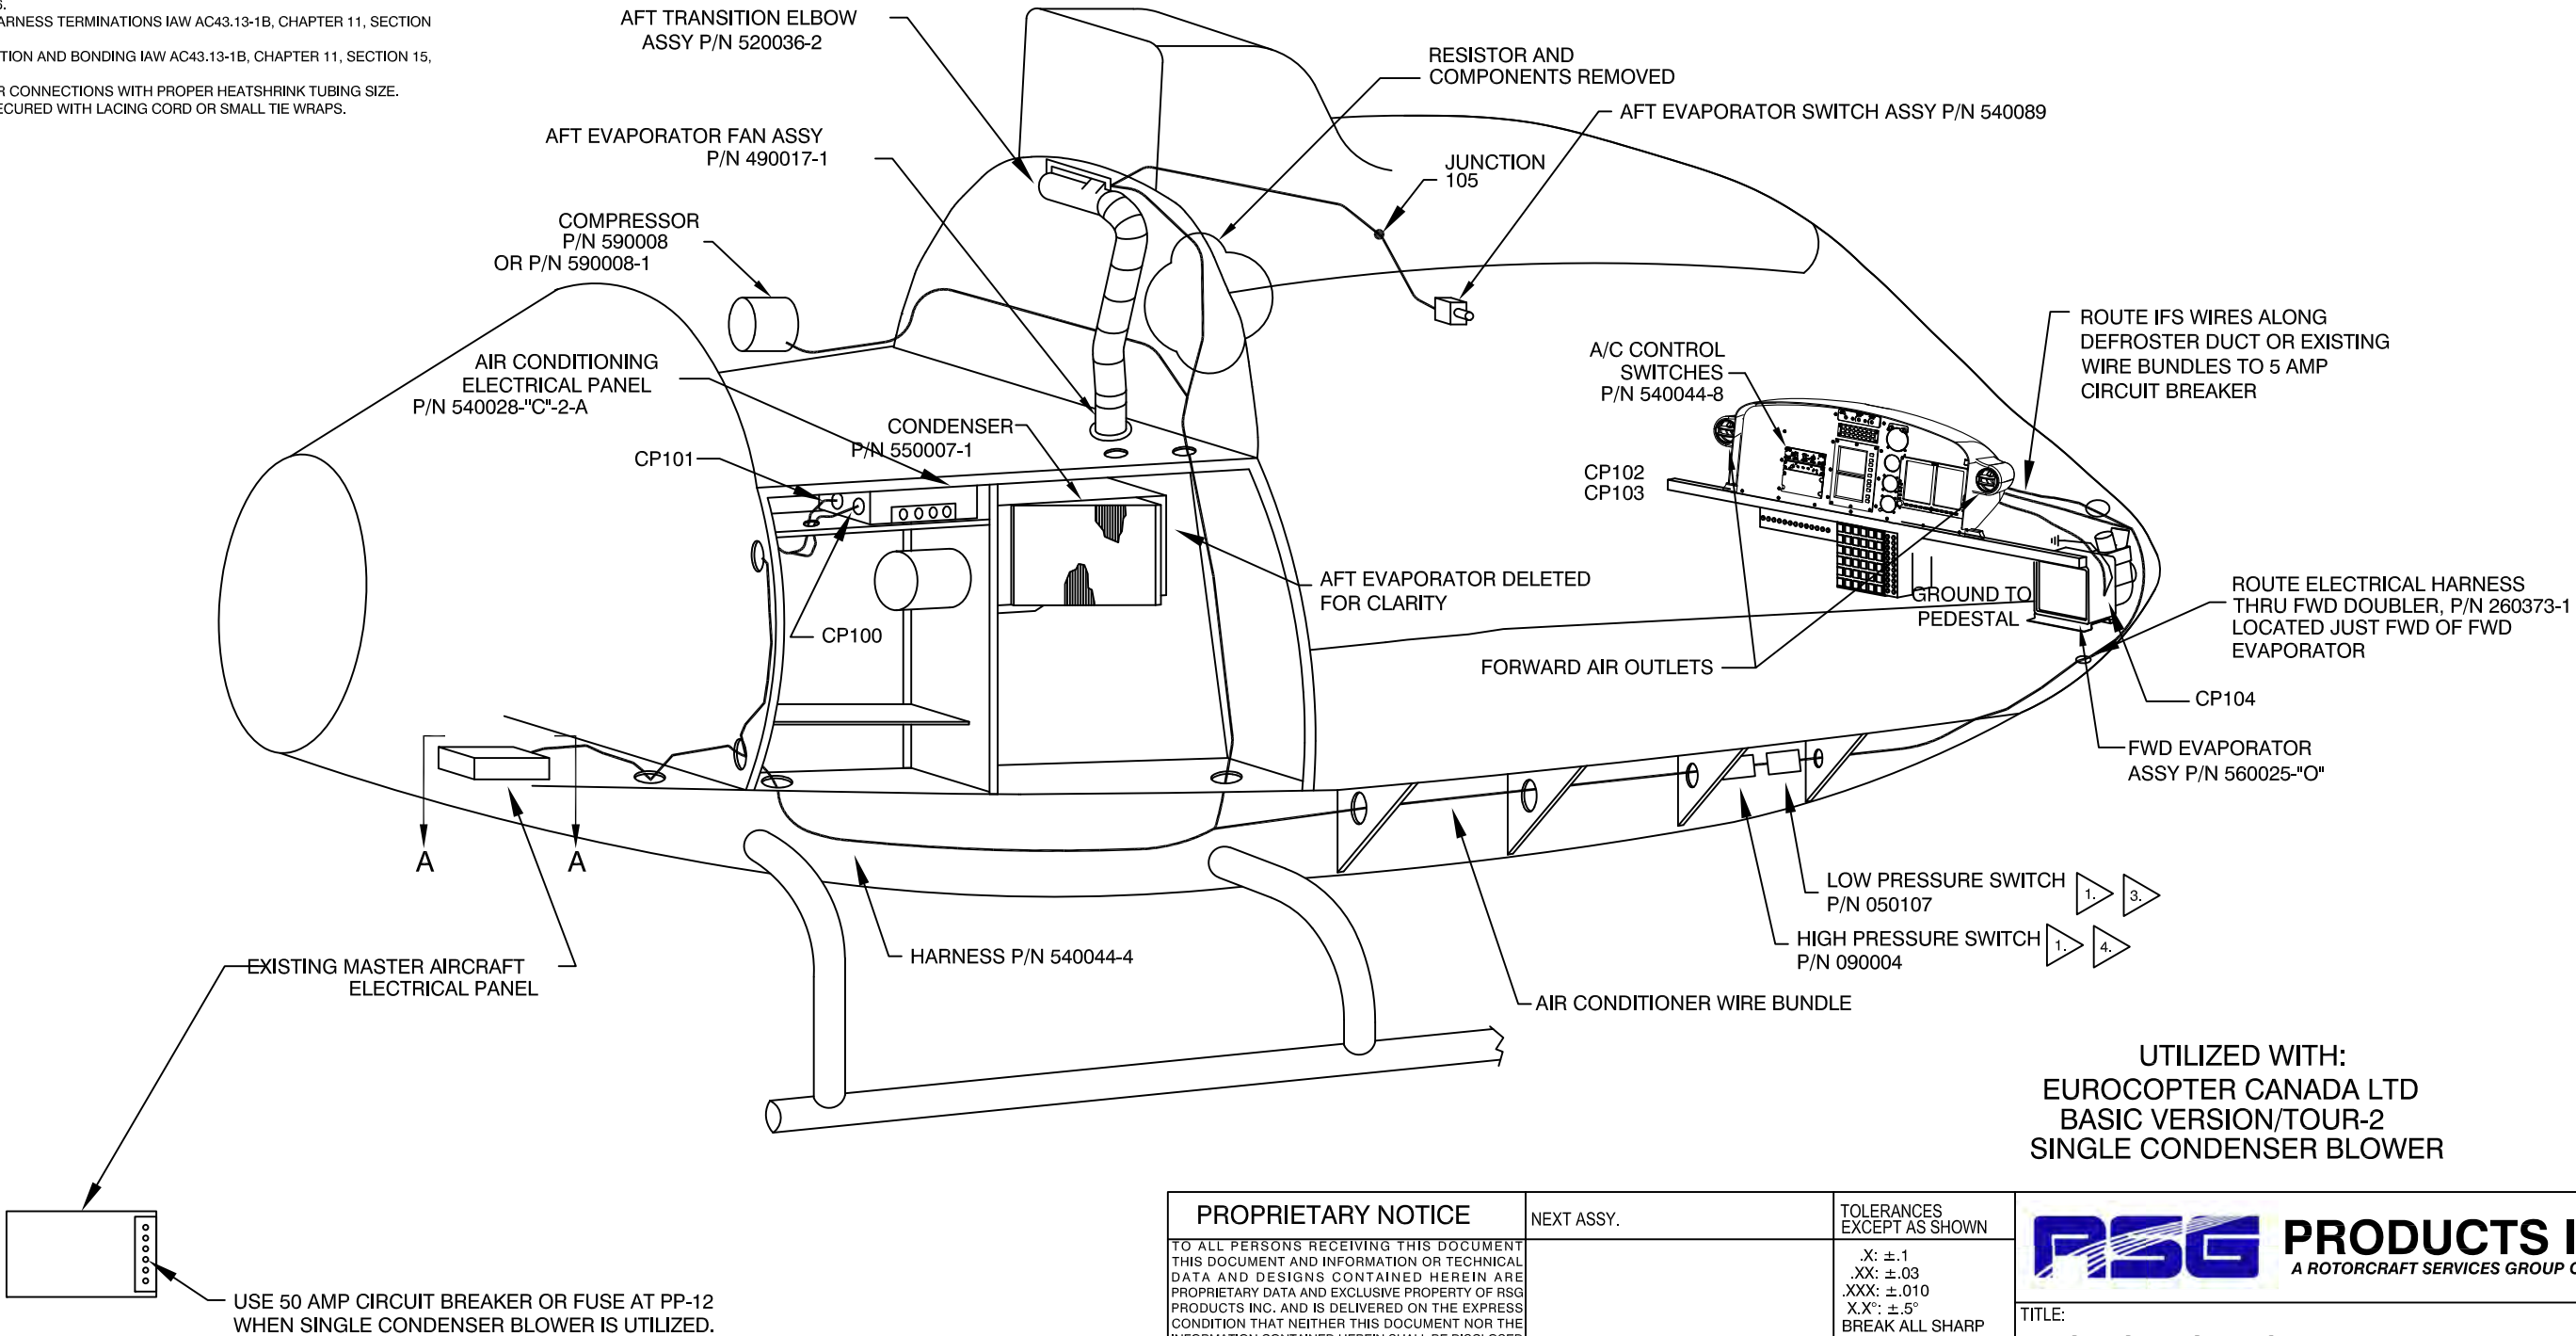 ARNESS TERMINATIONS IAW AC43.13-1B, CHAPTER 11, SECTION
TION AND BONDING IAW AC43.13-1B, CHAPTER 11, SECTION 15,
R CONNECTIONS WITH PROPER HEATSHRINK TUBING SIZE.
ECURED WITH LACING CORD OR SMALL TIE WRAPS.
AFT TRANSITION ELBOW
ASSY P/N 520036-2
RESISTOR AND
COMPONENTS REMOVED
AFT EVAPORATOR SWITCH ASSY P/N 540089
AFT EVAPORATOR FAN ASSY
P/N 490017-1
JUNCTION
105
COMPRESSOR
P/N 590008
OR P/N 590008-1
ROUTE IFS WIRES ALONG
DEFROSTER DUCT OR EXISTING
WIRE BUNDLES TO 5 AMP
CIRCUIT BREAKER
A/C CONTROL
SWITCHES
P/N 540044-8
AIR CONDITIONING
ELECTRICAL PANEL
P/N 540028-"C"-2-A
CONDENSER
P/N 550007-1
CP101
CP102
CP103
AFT EVAPORATOR DELETED
FOR CLARITY
CP100
GROUND TO
PEDESTAL
ROUTE ELECTRICAL HARNESS
THRU FWD DOUBLER, P/N 260373-1
LOCATED JUST FWD OF FWD
EVAPORATOR
FORWARD AIR OUTLETS
CP104
FWD EVAPORATOR
ASSY P/N 560025-"O"
A A
LOW PRESSURE SWITCH 1. 3.
P/N 050107
HIGH PRESSURE SWITCH 1. 4.
P/N 090004
HARNESS P/N 540044-4
EXISTING MASTER AIRCRAFT
ELECTRICAL PANEL
AIR CONDITIONER WIRE BUNDLE
UTILIZED WITH:
EUROCOPTER CANADA LTD
BASIC VERSION/TOUR-2
SINGLE CONDENSER BLOWER
USE 50 AMP CIRCUIT BREAKER OR FUSE AT PP-12
WHEN SINGLE CONDENSER BLOWER IS UTILIZED.
PROPRIETARY NOTICE
TO ALL PERSONS RECEIVING THIS DOCUMENT
THIS DOCUMENT AND INFORMATION OR TECHNICAL
DATA AND DESIGNS CONTAINED HEREIN ARE
PROPRIETARY DATA AND EXCLUSIVE PROPERTY OF RSG
PRODUCTS INC. AND IS DELIVERED ON THE EXPRESS
CONDITION THAT NEITHER THIS DOCUMENT NOR THE
INFORMATION CONTAINED HEREIN SHALL BE DISCLOSED
NEXT ASSY.
TOLERANCES
EXCEPT AS SHOWN
.X: ±.1
.XX: ±.03
.XXX: ±.010
X.X°: ±.5°
BREAK ALL SHARP
RSG PRODUCTS I
A ROTORCRAFT SERVICES GROUP C
TITLE: